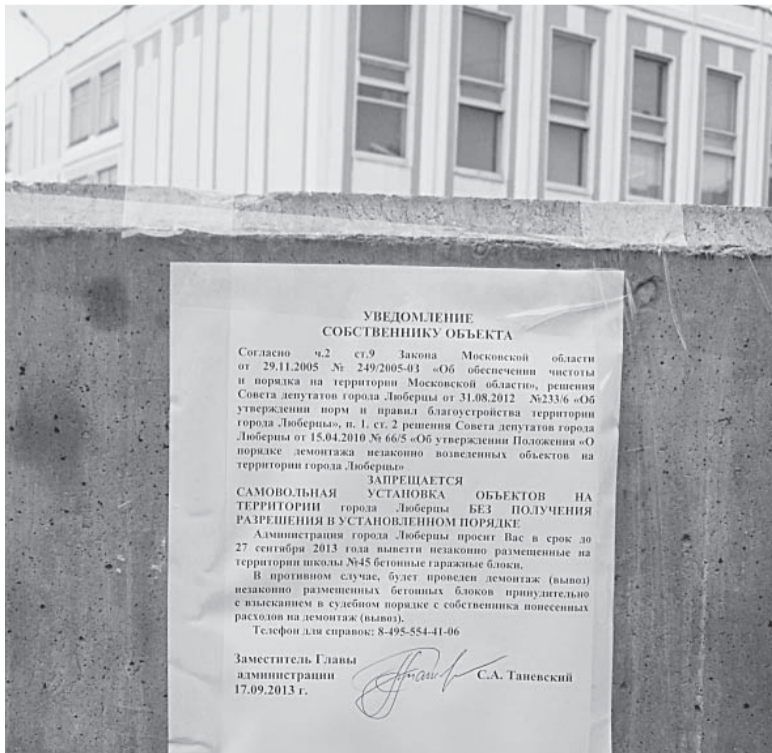 УВЕДОМЛЕНИЕ
СОБСТВЕННИКУ ОБЪЕКТА
Согласно ч.2 ст.9 Закона Московской области
от 29.11.2005 № 249/2005-ОЗ «Об обеспечении чистоты
и порядка на территории Московской области», решения
Совета депутатов города Люберцы от 31.08.2012 №233/6 «Об
утверждении норм и правил благоустройства территории
города Люберцы», п. 1. ст. 2 решения Совета депутатов города
Люберцы от 15.04.2010 № 66/5 «Об утверждении Положения «О
порядке демонтажа незаконно возведенных объектов на
территории города Люберцы»
ЗАПРЕЩАЕТСЯ
САМОВОЛЬНАЯ УСТАНОВКА ОБЪЕКТОВ НА
ТЕРРИТОРИИ города Люберцы БЕЗ ПОЛУЧЕНИЯ
РАЗРЕШЕНИЯ В УСТАНОВЛЕННОМ ПОРЯДКЕ
Администрация города Люберцы просит Вас в срок до
27 сентября 2013 года вывезти незаконно размещенные на
территории школы №45 бетонные гаражные блоки.
В противном случае, будет проведен демонтаж (вывоз)
незаконно размещенных бетонных блоков принудительно
с взысканием в судебном порядке с собственника понесенных
расходов на демонтаж (вывоз).
Телефон для справок: 8-495-554-41-06
Заместитель Главы
администрации С.А. Таневский
17.09.2013 г.